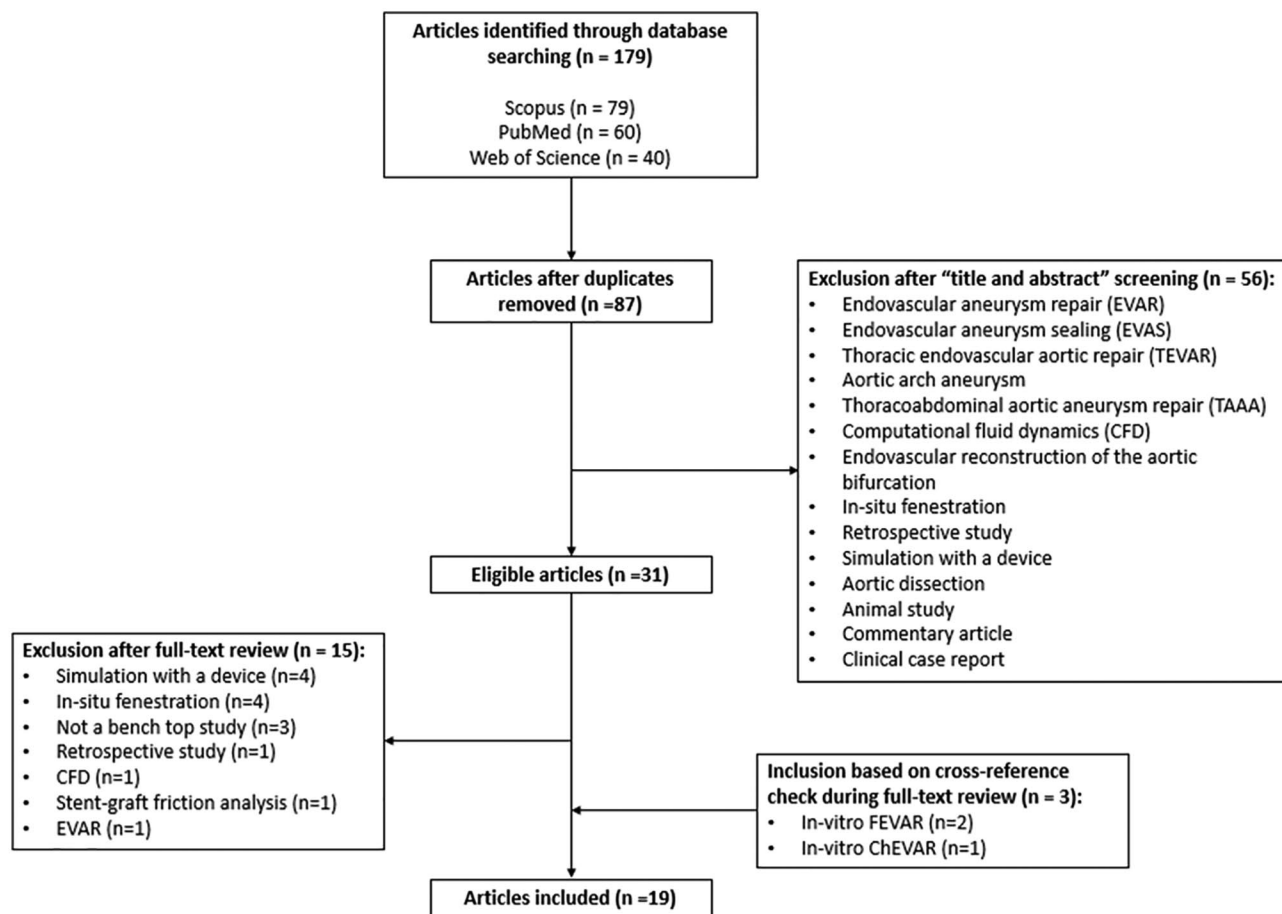 Articles identified through database
searching (n = 179)
Scopus (n = 79)
PubMed (n = 60)
Web of Science (n = 40)
Articles after duplicates
removed (n =87)
Exclusion after “title and abstract” screening (n = 56):
• Endovascular aneurysm repair (EVAR)
• Endovascular aneurysm sealing (EVAS)
• Thoracic endovascular aortic repair (TEVAR)
• Aortic arch aneurysm
• Thoracoabdominal aortic aneurysm repair (TAAA)
• Computational fluid dynamics (CFD)
• Endovascular reconstruction of the aortic
bifurcation
• In-situ fenestration
• Retrospective study
• Simulation with a device
• Aortic dissection
• Animal study
• Commentary article
• Clinical case report
Eligible articles (n =31)
Exclusion after full-text review (n = 15):
• Simulation with a device (n=4)
• In-situ fenestration (n=4)
• Not a bench top study (n=3)
• Retrospective study (n=1)
• CFD (n=1)
• Stent-graft friction analysis (n=1)
• EVAR (n=1)
Inclusion based on cross-reference
check during full-text review (n = 3):
• In-vitro FEVAR (n=2)
• In-vitro ChEVAR (n=1)
Articles included (n =19)